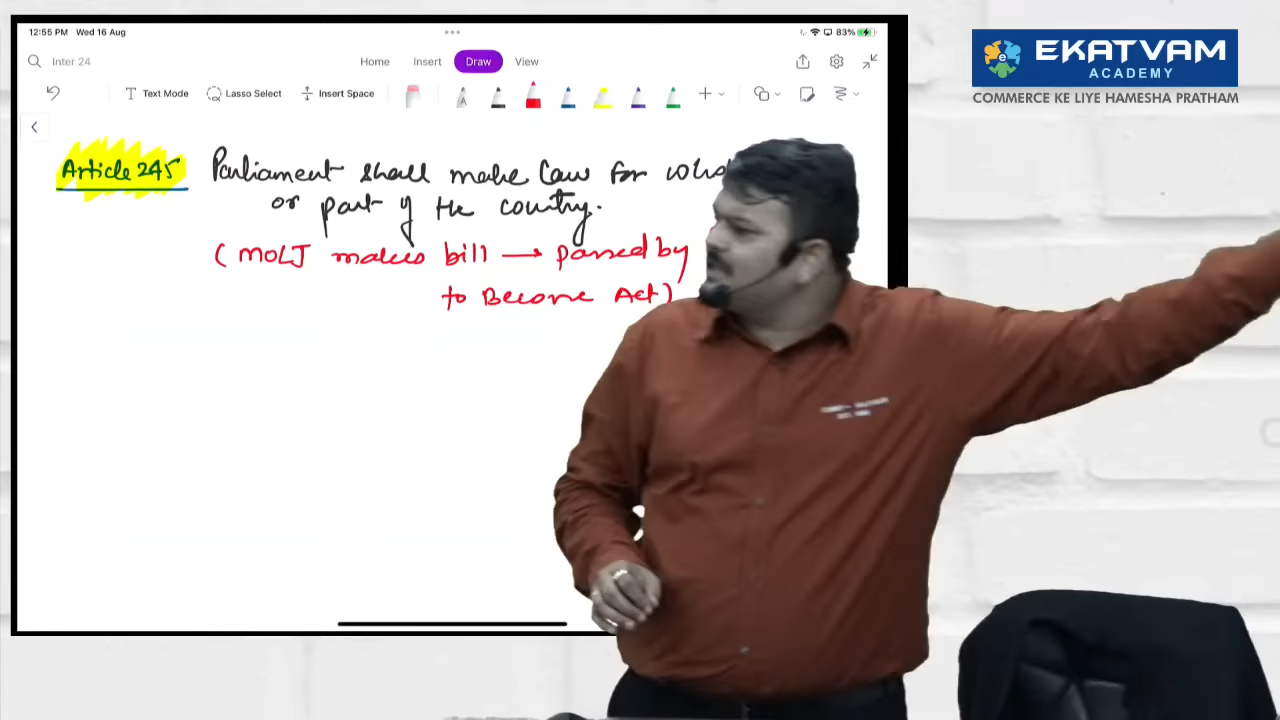 12:55 PM Wed 16 Aug
83%
Inter 24
Home Insert Draw View
Text Mode Lasso Select Insert Space
EKATVAM
ACADEMY
COMMERCE KE LIYE HAMESHA PRATHAM
Article 245 Parliament shall make Law for
or part of the country.
( MOLJ makes bill → passed by
to Become Act)